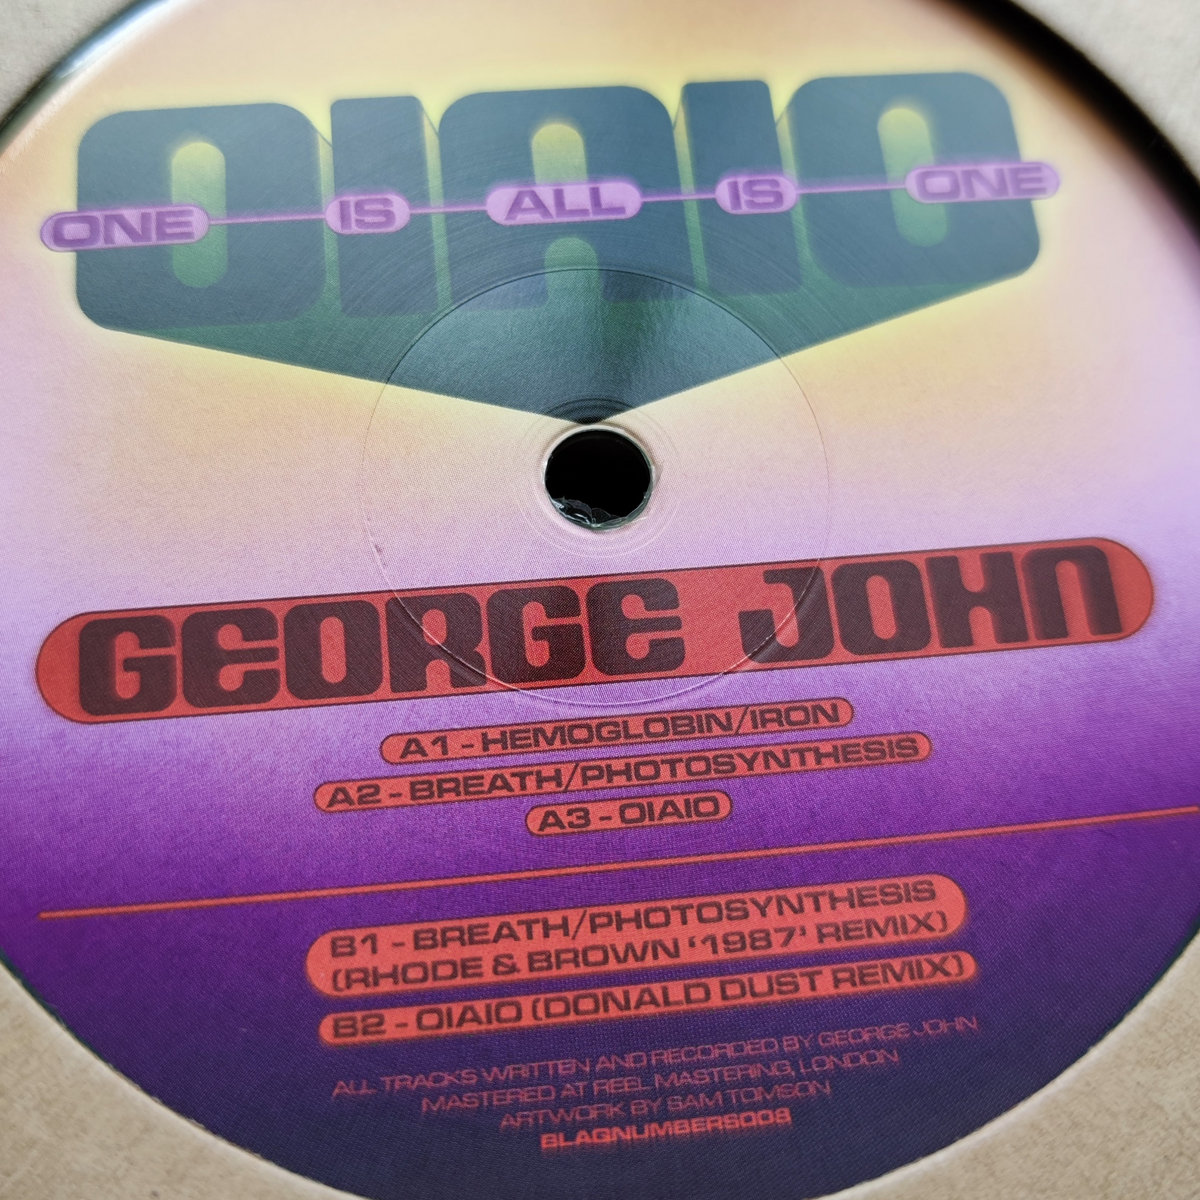 OIAIO
ONE IS ALL IS ONE
GEORGE JOHN
A1 - HEMOGLOBIN/IRON
A2 - BREATH/PHOTOSYNTHESIS
A3 - OIAIO
B1 - BREATH/PHOTOSYNTHESIS
(RHODE & BROWN '1987' REMIX)
B2 - OIAIO (DONALD DUST REMIX)
ALL TRACKS WRITTEN AND RECORDED BY GEORGE JOHN
MASTERED AT REEL MASTERING, LONDON
ARTWORK BY SAM TOMSON
BLAGNUMBERS008